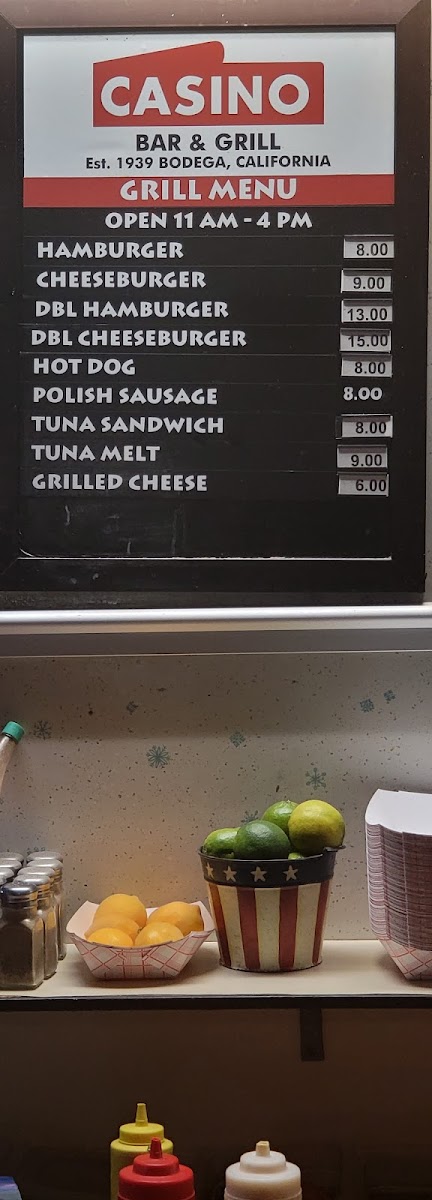 CASINO
BAR & GRILL
Est. 1939 BODEGA, CALIFORNIA
GRILL MENU
OPEN 11 AM - 4 PM
HAMBURGER 8.00
CHEESEBURGER 9.00
DBL HAMBURGER 13.00
DBL CHEESEBURGER 15.00
HOT DOG 8.00
POLISH SAUSAGE 8.00
TUNA SANDWICH 8.00
TUNA MELT 9.00
GRILLED CHEESE 6.00